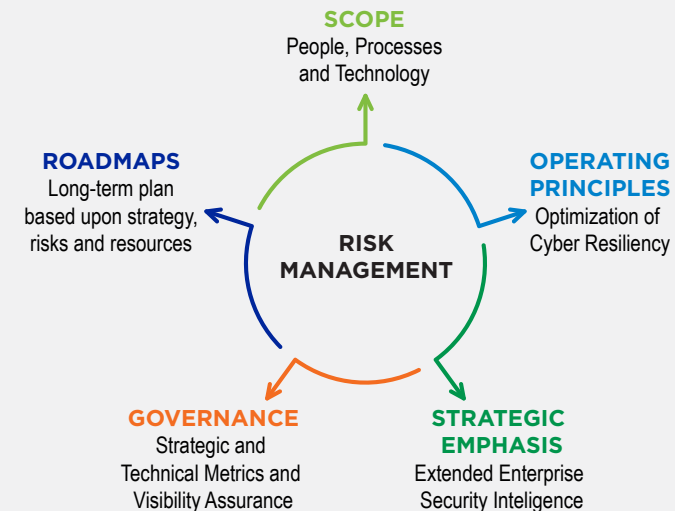 SCOPE
People, Processes
and Technology
ROADMAPS
Long-term plan
based upon strategy,
risks and resources
OPERATING
PRINCIPLES
Optimization of
Cyber Resiliency
RISK
MANAGEMENT
GOVERNANCE
Strategic and
Technical Metrics and
Visibility Assurance
STRATEGIC
EMPHASIS
Extended Enterprise
Security Inteligence